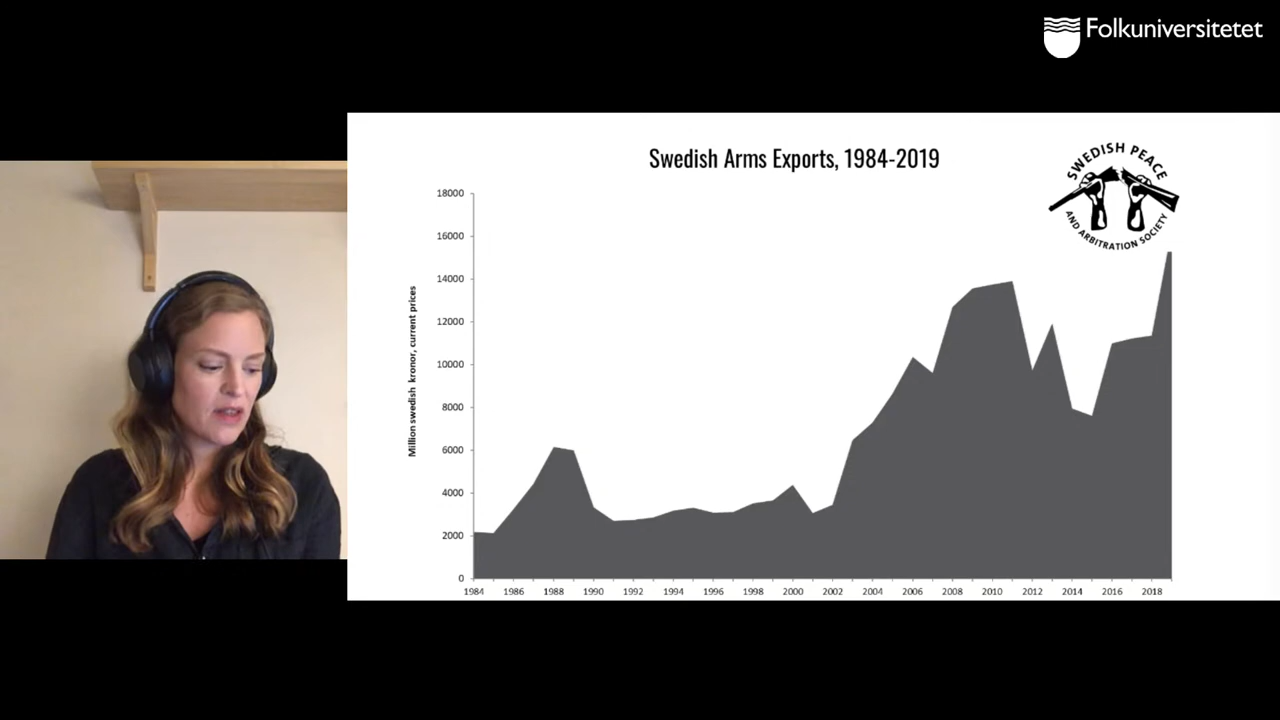 Folkuniversitetet
Swedish Arms Exports, 1984-2019
SWEDISH PEACE
AND ARBITRATION SOCIETY
Million swedish kronor, current prices
18000
16000
14000
12000
10000
8000
6000
4000
2000
0
1984 1986 1988 1990 1992 1994 1996 1998 2000 2002 2004 2006 2008 2010 2012 2014 2016 2018